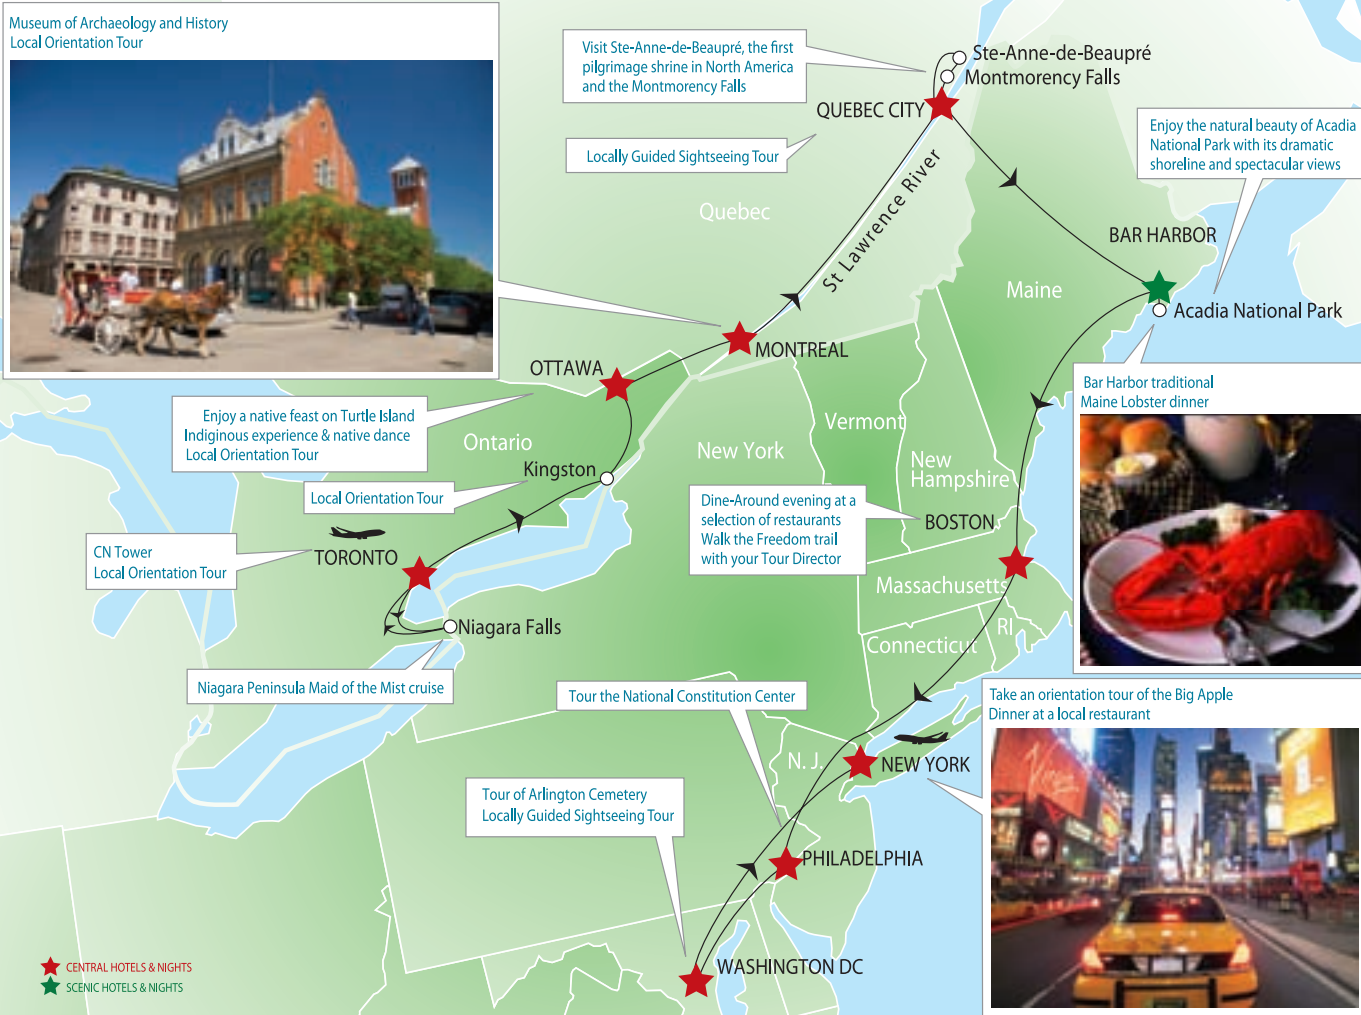 Museum of Archaeology and History
Local Orientation Tour
Visit Ste-Anne-de-Beaupré, the first
pilgrimage shrine in North America
and the Montmorency Falls
Ste-Anne-de-Beaupré
Montmorency Falls
QUEBEC CITY
Locally Guided Sightseeing Tour
Enjoy the natural beauty of Acadia
National Park with its dramatic
shoreline and spectacular views
Quebec
St Lawrence River
BAR HARBOR
Maine
Acadia National Park
MONTREAL
OTTAWA
Bar Harbor traditional
Maine Lobster dinner
Enjoy a native feast on Turtle Island
Indiginous experience & native dance
Local Orientation Tour
Ontario
New York
Vermont
New
Hampshire
Kingston
Local Orientation Tour
Dine-Around evening at a
selection of restaurants
Walk the Freedom trail
with your Tour Director
BOSTON
CN Tower
Local Orientation Tour
TORONTO
Massachusetts
Niagara Falls
Connecticut
RI
Niagara Peninsula Maid of the Mist cruise
Tour the National Constitution Center
Take an orientation tour of the Big Apple
Dinner at a local restaurant
N. J.
NEW YORK
Tour of Arlington Cemetery
Locally Guided Sightseeing Tour
PHILADELPHIA
WASHINGTON DC
CENTRAL HOTELS & NIGHTS
SCENIC HOTELS & NIGHTS